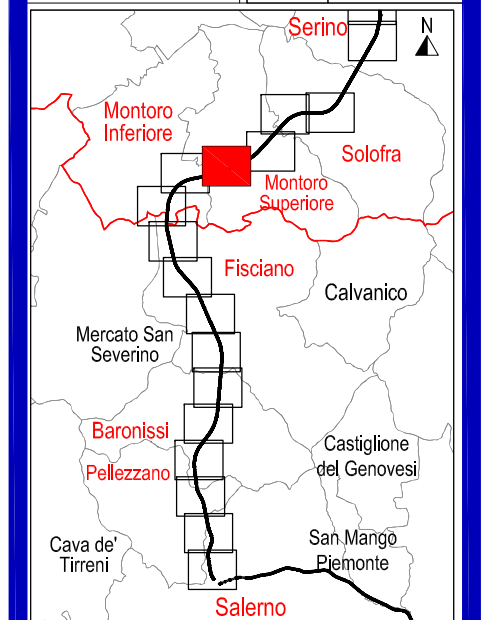 Serino
N
Montoro
Inferiore
Solofra
Montoro
Superiore
Fisciano
Calvanico
Mercato San
Severino
Baronissi
Castiglione
del Genovesi
Pellezzano
San Mango
Piemonte
Cava de'
Tirreni
Salerno